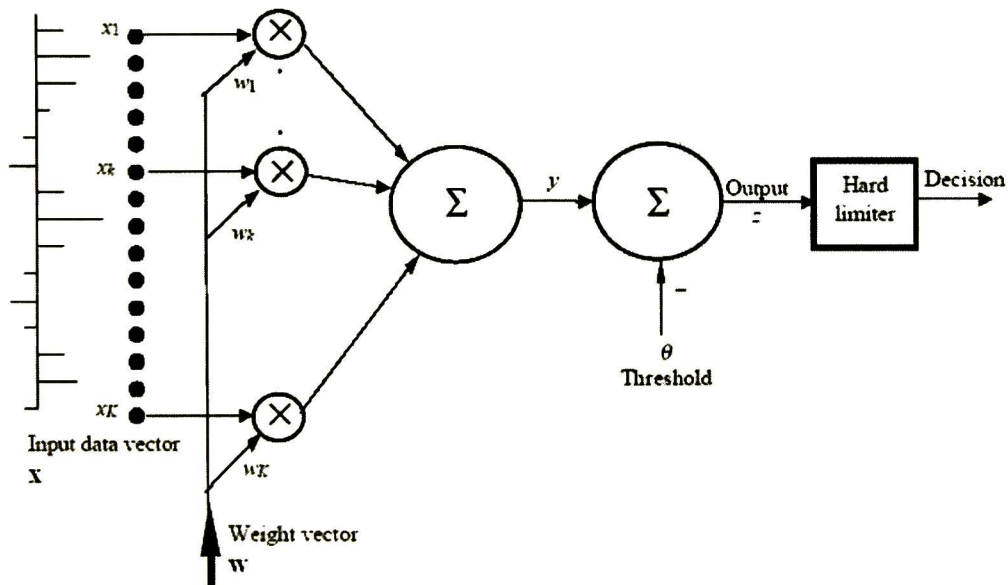 x1
w1
xk
wk
Σ
y
Σ
Output
z
Hard
limiter
Decision
−
θ
Threshold
xK
wK
Input data vector
X
Weight vector
W